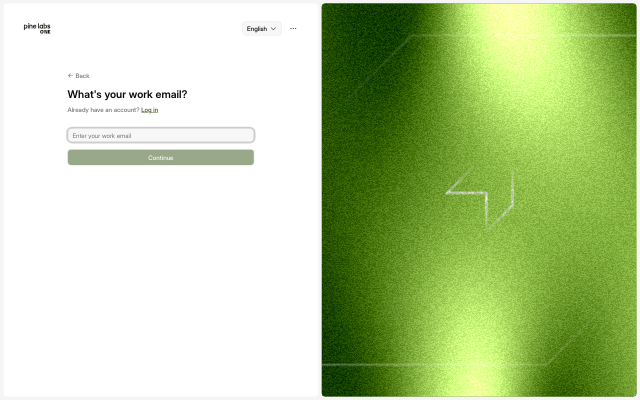 pine labs
ONE
English
Back
What's your work email?
Already have an account? Log in
Enter your work email
Continue